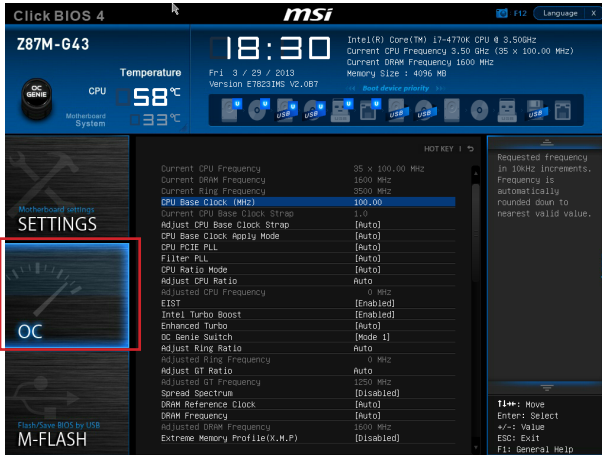 Click BIOS 4
msi
F12
Language
X
Z87M-G43
18:30
Fri 3 / 29 / 2013
Version E7823IMS V2.0B7
Intel(R) Core(TM) i7-4770K CPU @ 3.50GHz
Current CPU Frequency 3.50 GHz (35 x 100.00 MHz)
Current DRAM Frequency 1600 MHz
Memory Size : 4096 MB
Boot device priority
Temperature
OC GENIE
CPU 58°C
Motherboard System 33°C
USB USB USB USB USB
HOT KEY
Motherboard settings
SETTINGS
OC
Flash/Save BIOS by USB
M-FLASH
Current CPU Frequency 35 x 100.00 MHz
Current DRAM Frequency 1600 MHz
Current Ring Frequency 3500 MHz
CPU Base Clock (MHz) 100.00
Current CPU Base Clock Strap 1.0
Adjust CPU Base Clock Strap [Auto]
CPU Base Clock Apply Mode [Auto]
CPU PCIE PLL [Auto]
Filter PLL [Auto]
CPU Ratio Mode [Auto]
Adjust CPU Ratio Auto
Adjusted CPU Frequency 0 MHz
EIST [Enabled]
Intel Turbo Boost [Enabled]
Enhanced Turbo [Auto]
OC Genie Switch [Mode 1]
Adjust Ring Ratio Auto
Adjusted Ring Frequency 0 MHz
Adjust GT Ratio Auto
Adjusted GT Frequency 1250 MHz
Spread Spectrum [Disabled]
DRAM Reference Clock [Auto]
DRAM Frequency [Auto]
Adjusted DRAM Frequency 1600 MHz
Extreme Memory Profile(X.M.P) [Disabled]
Requested frequency
in 10kHz increments.
Frequency is
automatically
rounded down to
nearest valid value.
↑↓→←: Move
Enter: Select
+/-: Value
ESC: Exit
F1: General Help